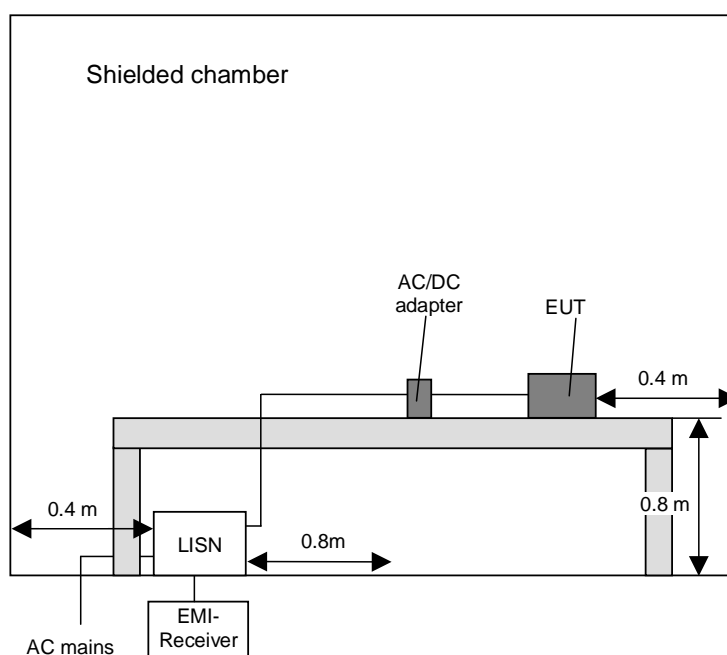 Shielded chamber
AC/DC
adapter
EUT
0.4 m
0.4 m
0.8 m
LISN
0.8m
EMI-
Receiver
AC mains